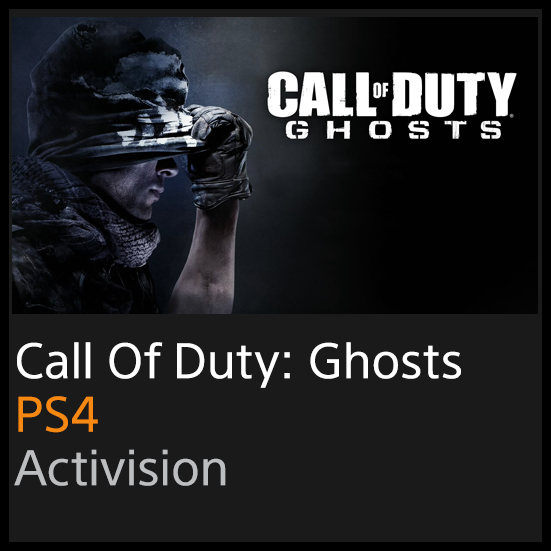 CALL OF DUTY
GHOSTS
Call Of Duty: Ghosts
PS4
Activision